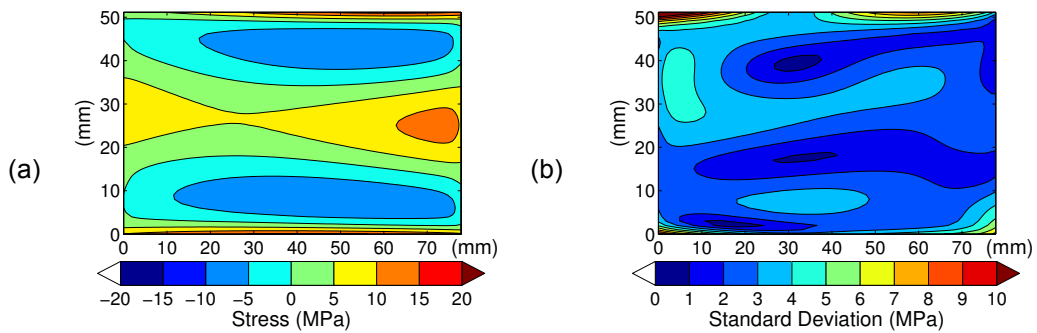 (a)
(mm)
50
40
30
20
10
0
0 10 20 30 40 50 60 70 (mm)
−20 −15 −10 −5 0 5 10 15 20
Stress (MPa)
(b)
(mm)
50
40
30
20
10
0
0 10 20 30 40 50 60 70 (mm)
0 1 2 3 4 5 6 7 8 9 10
Standard Deviation (MPa)